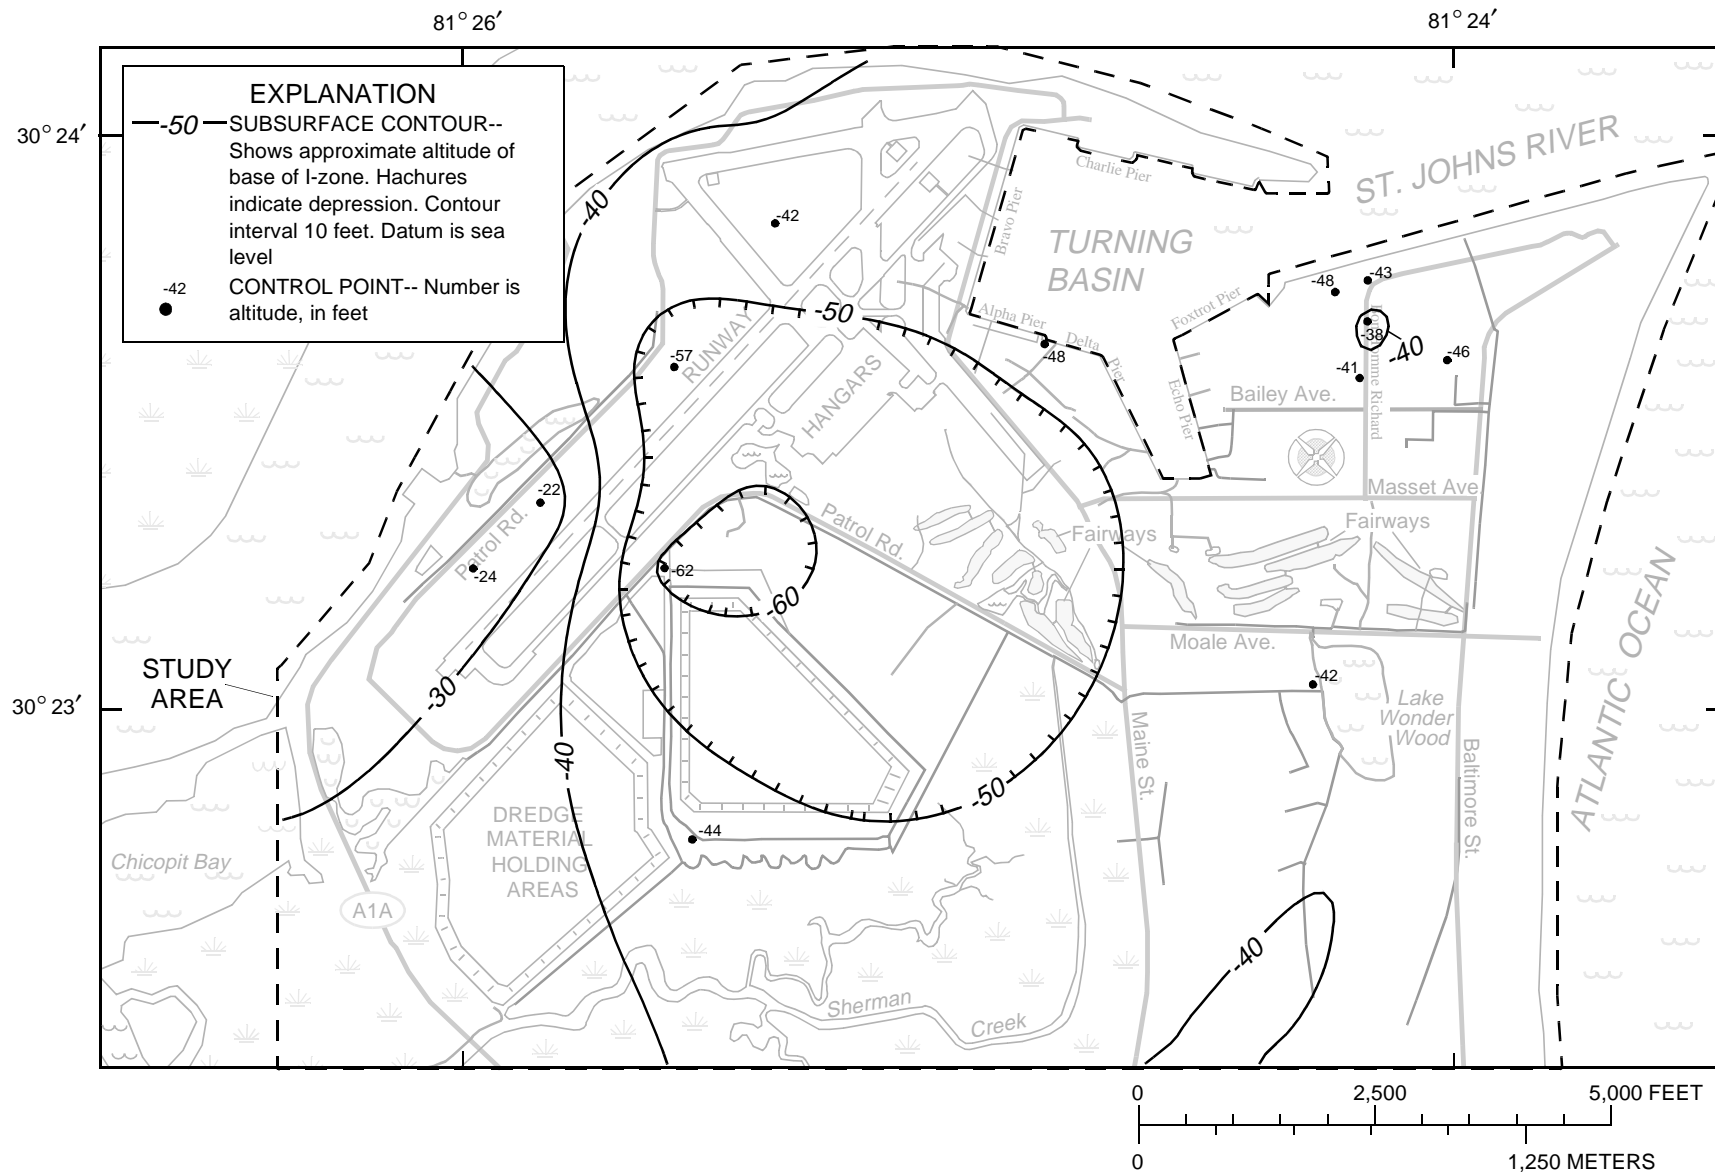 81° 26′
81° 24′
30° 24′
30° 23′
EXPLANATION
-50 SUBSURFACE CONTOUR--
Shows approximate altitude of
base of I-zone. Hachures
indicate depression. Contour
interval 10 feet. Datum is sea
level
-42 CONTROL POINT-- Number is
altitude, in feet
-40
-42
-50
-57
RUNWAY
HANGARS
Charlie Pier
Bravo Pier
TURNING
BASIN
ST. JOHNS RIVER
Alpha Pier
Delta
Pier
-48
Foxtrot Pier
Echo Pier
-48
-43
-38
-40
-41
-46
Bonhomme Richard
Bailey Ave.
Masset Ave.
Fairways
Fairways
Patrol Rd.
-22
Patrol Rd.
-24
-62
-60
Moale Ave.
-42
Lake
Wonder
Wood
STUDY
AREA
-30
-40
-50
Maine St.
Baltimore St.
ATLANTIC OCEAN
DREDGE
MATERIAL
HOLDING
AREAS
-44
Chicopit Bay
A1A
-40
Sherman
Creek
0 2,500 5,000 FEET
0 1,250 METERS